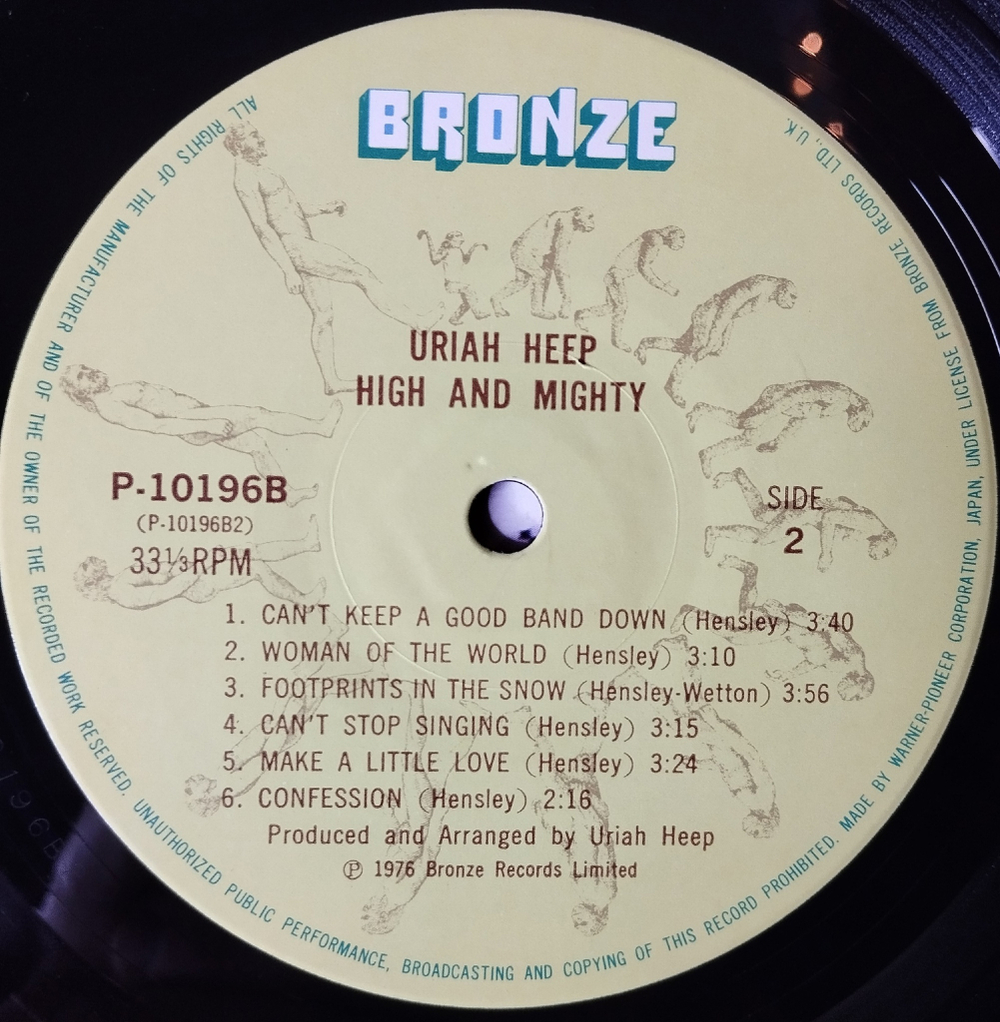 BRONZE
URIAH HEEP
HIGH AND MIGHTY
P-10196B
(P-10196B2)
33⅓RPM
SIDE
2
1. CAN'T KEEP A GOOD BAND DOWN (Hensley) 3:40
2. WOMAN OF THE WORLD (Hensley) 3:10
3. FOOTPRINTS IN THE SNOW (Hensley-Wetton) 3:56
4. CAN'T STOP SINGING (Hensley) 3:15
5. MAKE A LITTLE LOVE (Hensley) 3:24
6. CONFESSION (Hensley) 2:16
Produced and Arranged by Uriah Heep
℗ 1976 Bronze Records Limited
ALL RIGHTS OF THE MANUFACTURER AND OF THE OWNER OF THE RECORDED WORK RESERVED. UNAUTHORIZED PUBLIC PERFORMANCE, BROADCASTING AND COPYING OF THIS RECORD PROHIBITED. MADE BY WARNER-PIONEER CORPORATION, JAPAN, UNDER LICENSE FROM BRONZE RECORDS LTD., U.K.